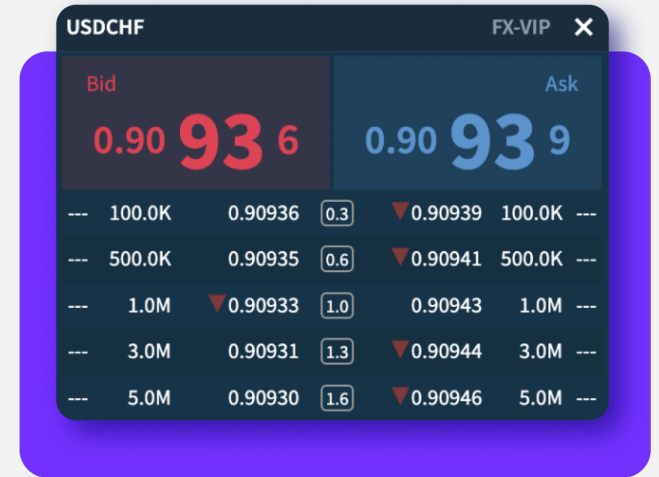 USDCHF FX-VIP
Bid Ask
0.90 93 6 0.90 93 9
--- 100.0K 0.90936 0.3 0.90939 100.0K ---
--- 500.0K 0.90935 0.6 0.90941 500.0K ---
--- 1.0M 0.90933 1.0 0.90943 1.0M ---
--- 3.0M 0.90931 1.3 0.90944 3.0M ---
--- 5.0M 0.90930 1.6 0.90946 5.0M ---